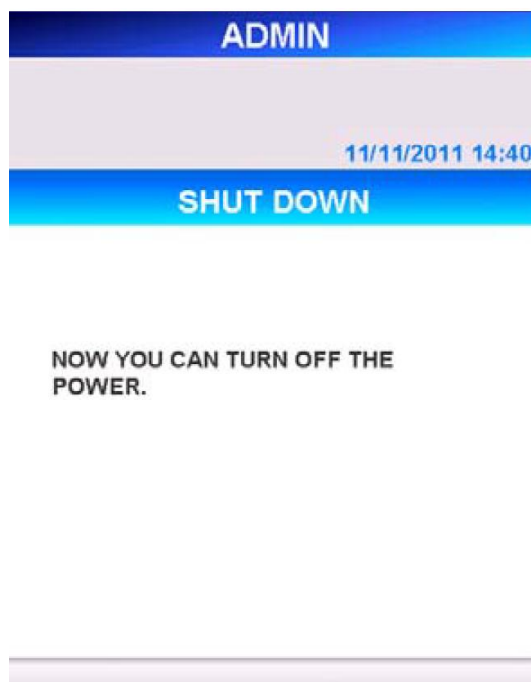 ADMIN
11/11/2011 14:40
SHUT DOWN
NOW YOU CAN TURN OFF THE
POWER.